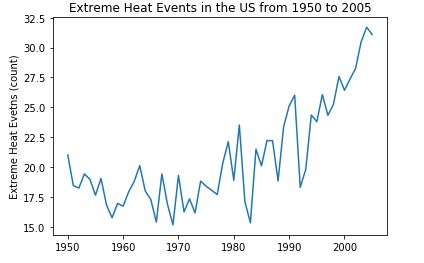 Extreme Heat Events in the US from 1950 to 2005
Extreme Heat Evetns (count)
32.5
30.0
27.5
25.0
22.5
20.0
17.5
15.0
1950 1960 1970 1980 1990 2000